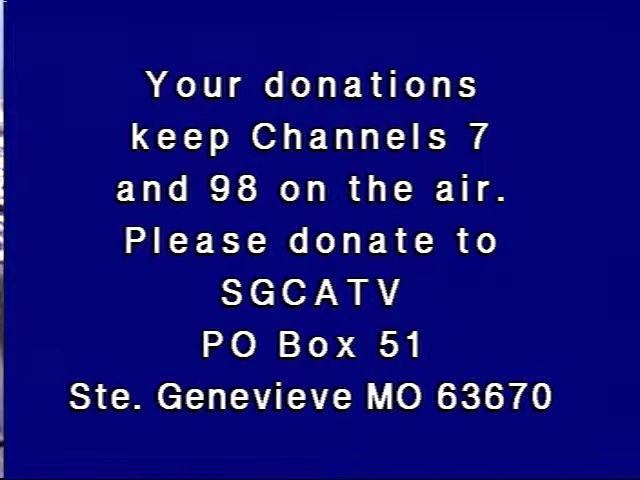 Your donations
keep Channels 7
and 98 on the air.
Please donate to
SGCATV
PO Box 51
Ste. Genevieve MO 63670